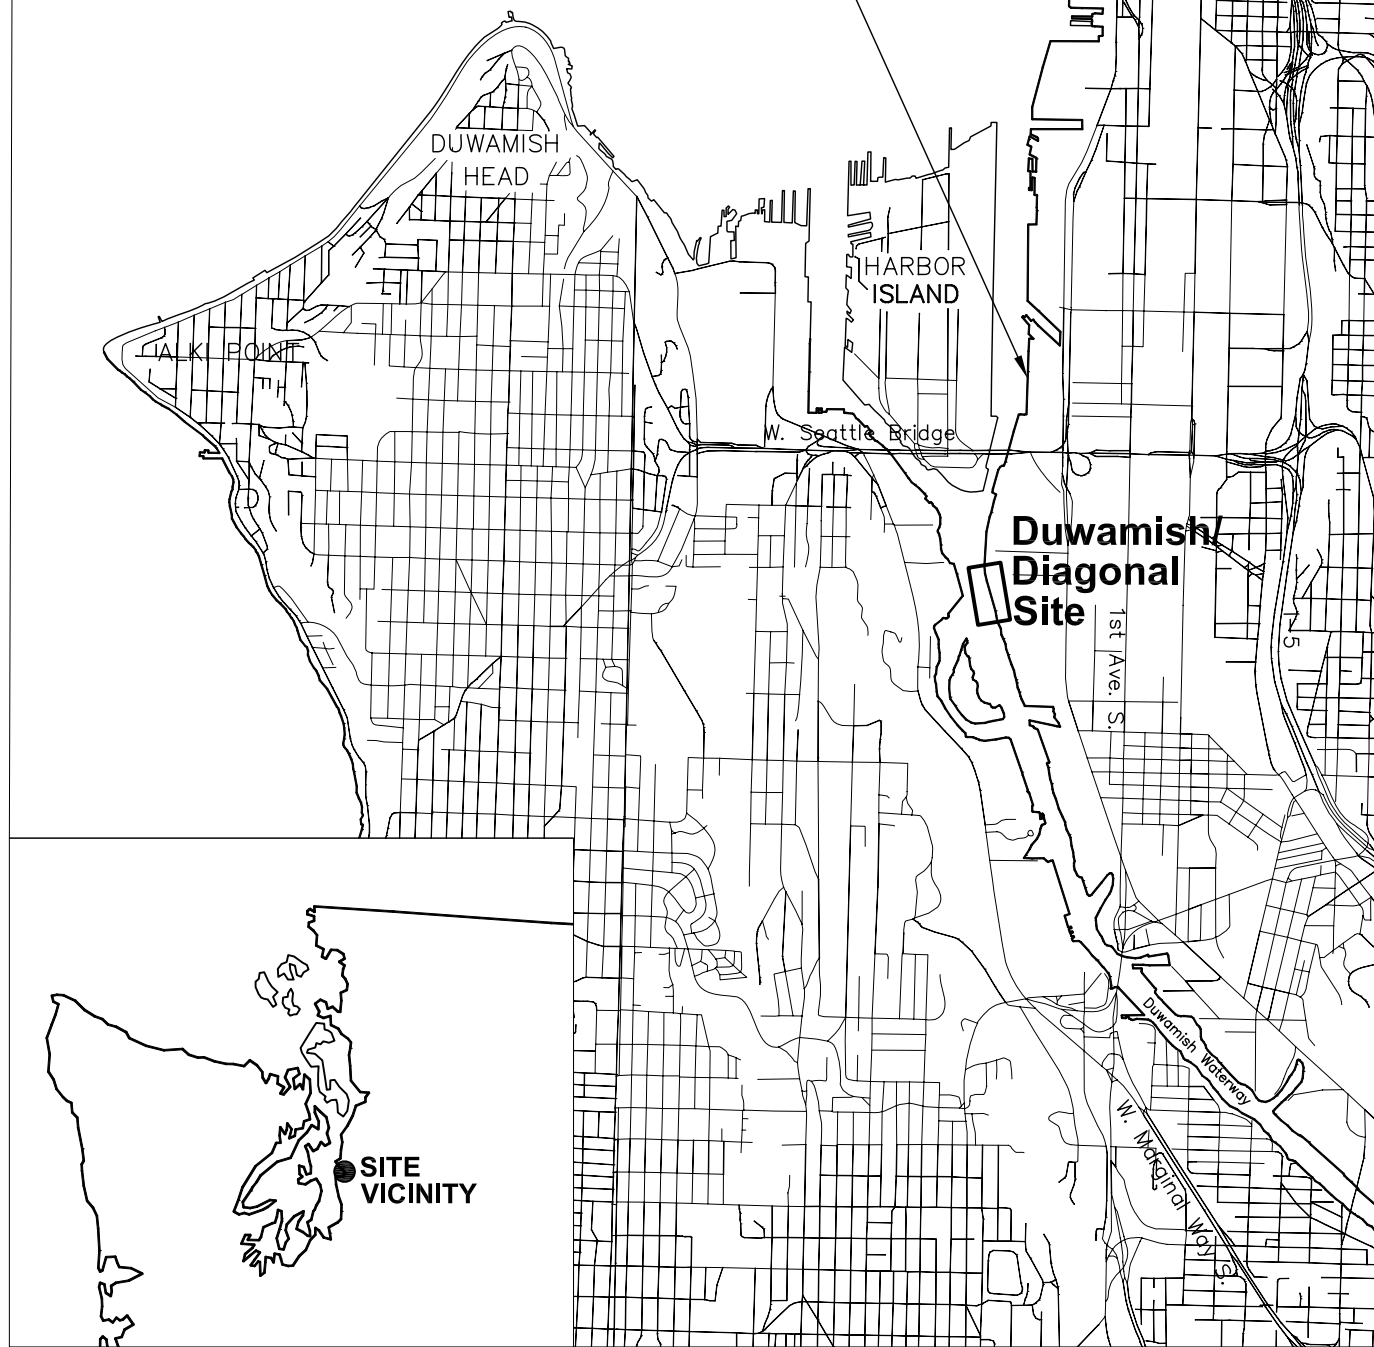 DUWAMISH
HEAD
HARBOR
ISLAND
ALKI POINT
W. Seattle Bridge
Duwamish/
Diagonal
Site
1st Ave. S.
I-5
Duwamish Waterway
W. Marginal Way S.
SITE
VICINITY